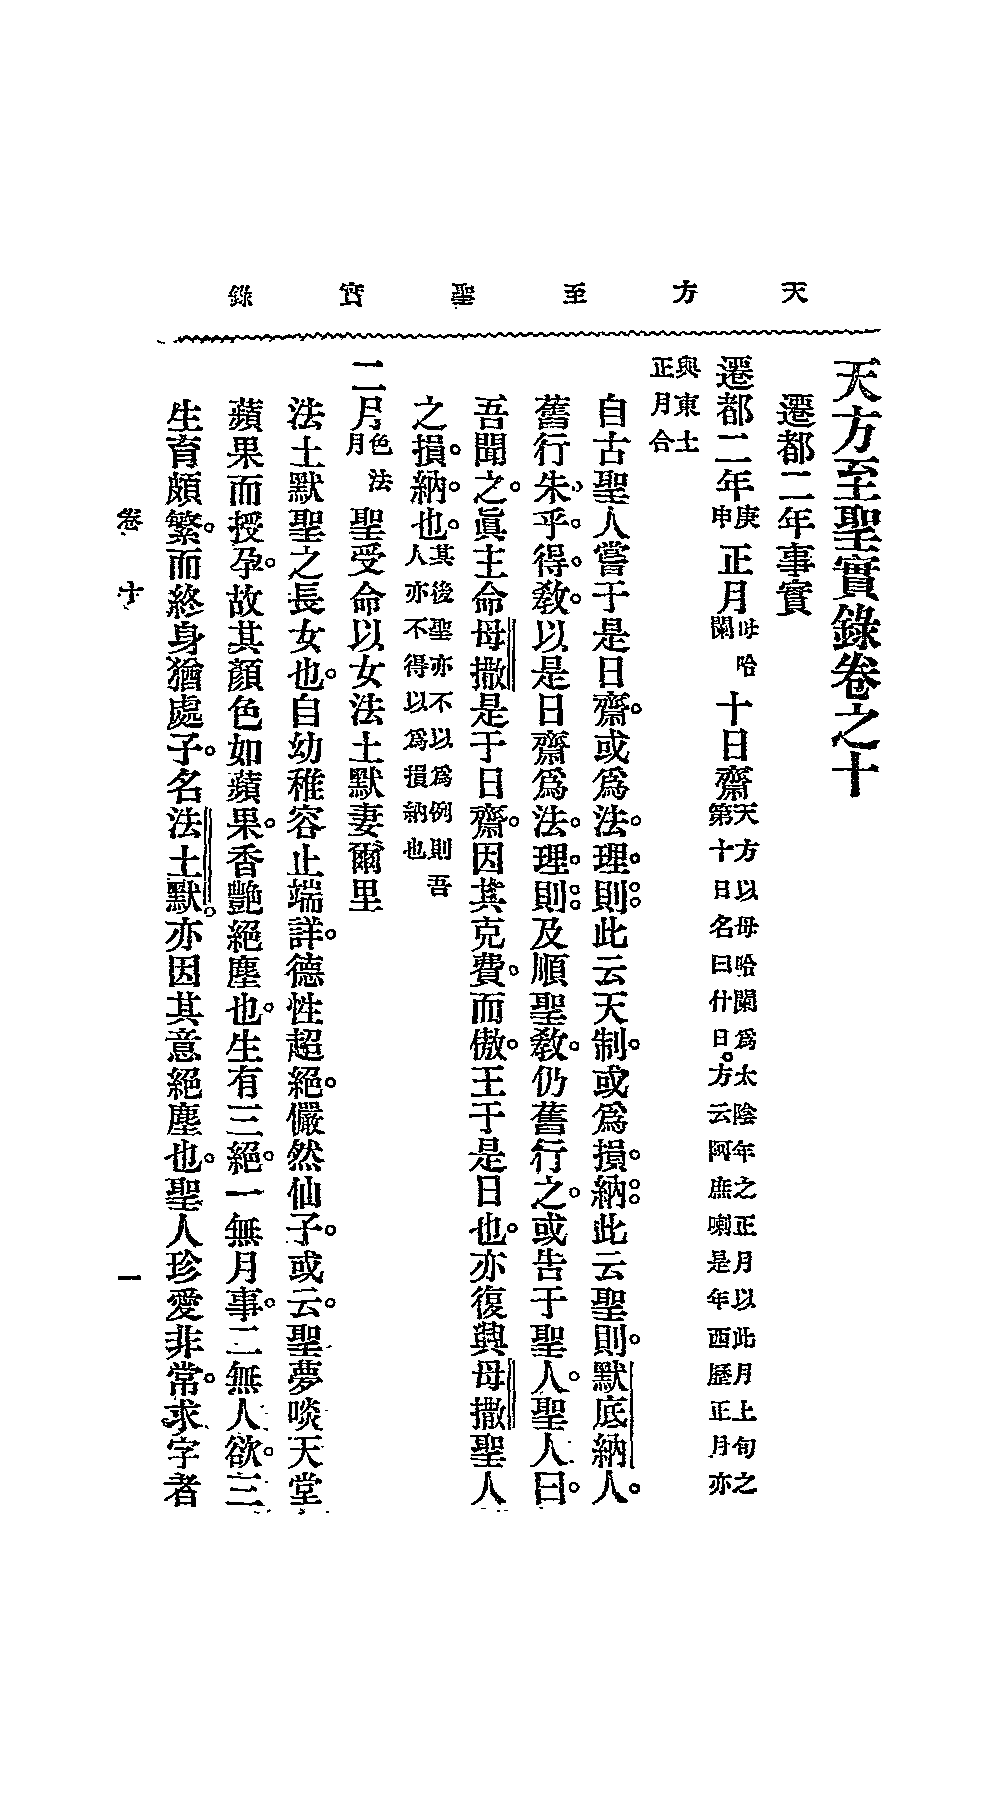 天方至聖實錄
天方至聖實錄卷之十
遷都二年事實
遷都二年庚申正月母哈闌十日齋天方以母哈闌爲太陰年之正月以此月上旬之第十日名曰什日。方云阿庶喇是年西歷正月亦
與東土正月合
自古聖人嘗于是日齋。或爲法。理。則此云天制。或爲損。納此云聖則。默底納人。
舊行朱乎。得。教。以是日齋爲法。理。則及順聖教。仍舊行之。或告于聖人。聖人曰。
吾聞之。眞主命母撒是于日齋。因其克費。而傲。王于是日也。亦復與母撒聖人
之損。納。也。其後聖亦不以爲例則吾人亦不得以爲損納也
二月色法月聖受命以女法土默妻爾里
法土默聖之長女也。自幼稚容止端詳。德性超絕。儼然仙子。或云。聖夢啖天堂
蘋果而授孕。故其顏色如蘋果。香艷絕塵也。生有三絕。一無月事。二無人欲。三
生育頗繁。而終身猶處子。名法土默。亦因其意絕塵也。聖人珍愛非常。求字者
卷十
一